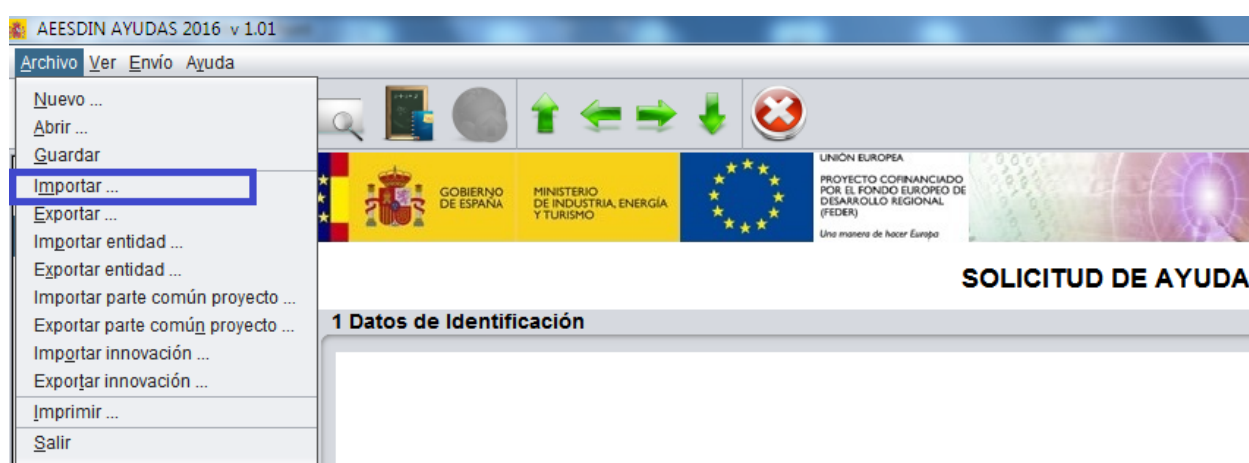 AEESDIN AYUDAS 2016 v 1.01
Archivo Ver Envío Ayuda
Nuevo ...
Abrir ...
Guardar
Importar ...
Exportar ...
Importar entidad ...
Exportar entidad ...
Importar parte común proyecto ...
Exportar parte común proyecto ...
Importar innovación ...
Exportar innovación ...
Imprimir ...
Salir
GOBIERNO
DE ESPAÑA
MINISTERIO
DE INDUSTRIA, ENERGÍA
Y TURISMO
UNIÓN EUROPEA
PROYECTO COFINANCIADO
POR EL FONDO EUROPEO DE
DESARROLLO REGIONAL
(FEDER)
Una manera de hacer Europa
SOLICITUD DE AYUDA
1 Datos de Identificación